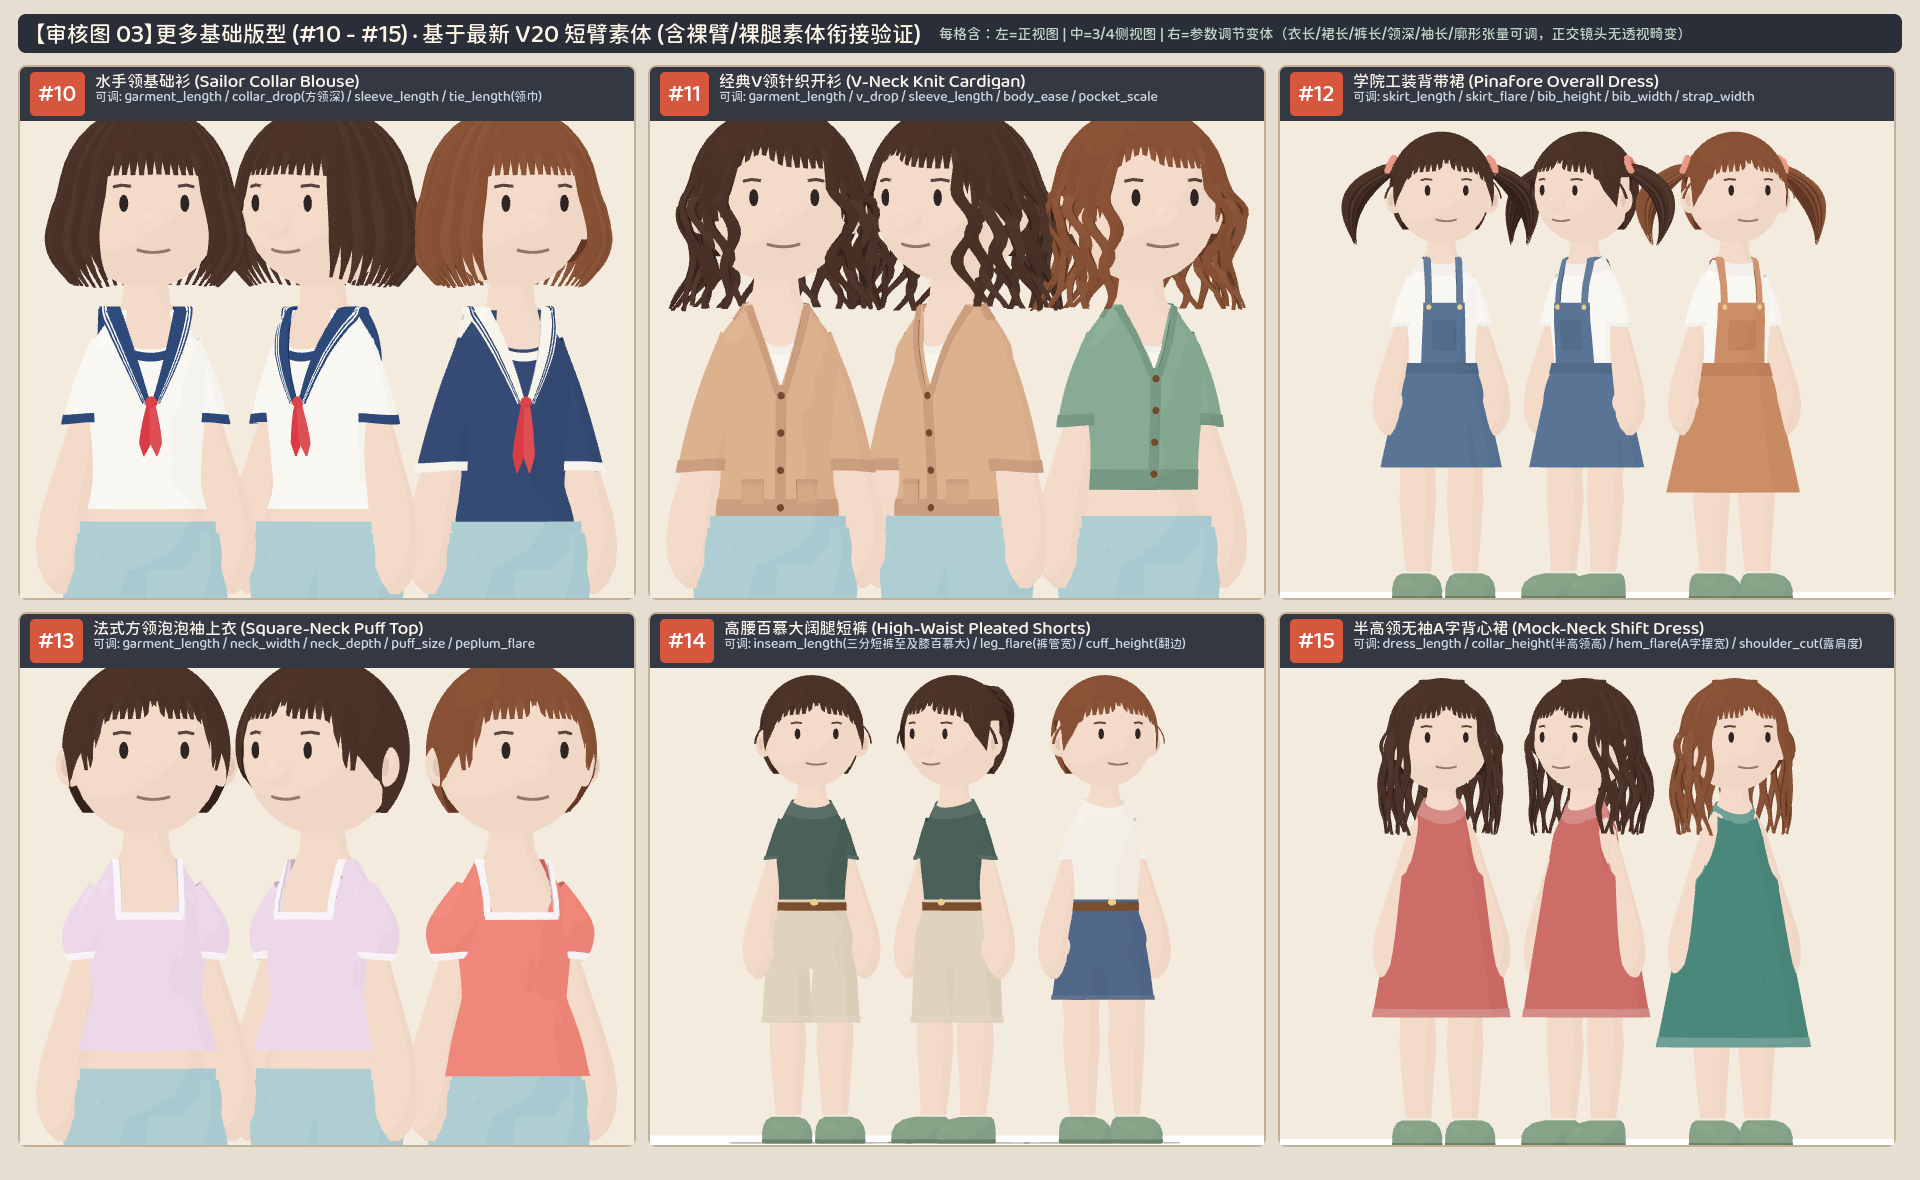 【审核图 03】更多基础版型 (#10 - #15) · 基于最新 V20 短臂素体 (含裸臂/裸腿素体衔接验证)
每格含：左=正视图 | 中=3/4侧视图 | 右=参数调节变体（衣长/裙长/裤长/领深/袖长/廓形张量可调，正交镜头无透视畸变）
#10
水手领基础衫 (Sailor Collar Blouse)
可调: garment_length / collar_drop(方领深) / sleeve_length / tie_length(领巾)
#11
经典V领针织开衫 (V-Neck Knit Cardigan)
可调: garment_length / v_drop / sleeve_length / body_ease / pocket_scale
#12
学院工装背带裙 (Pinafore Overall Dress)
可调: skirt_length / skirt_flare / bib_height / bib_width / strap_width
#13
法式方领泡泡袖上衣 (Square-Neck Puff Top)
可调: garment_length / neck_width / neck_depth / puff_size / peplum_flare
#14
高腰百慕大阔腿短裤 (High-Waist Pleated Shorts)
可调: inseam_length(三分短裤至及膝百慕大) / leg_flare(裤管宽) / cuff_height(翻边)
#15
半高领无袖A字背心裙 (Mock-Neck Shift Dress)
可调: dress_length / collar_height(半高领高) / hem_flare(A字摆宽) / shoulder_cut(露肩度)